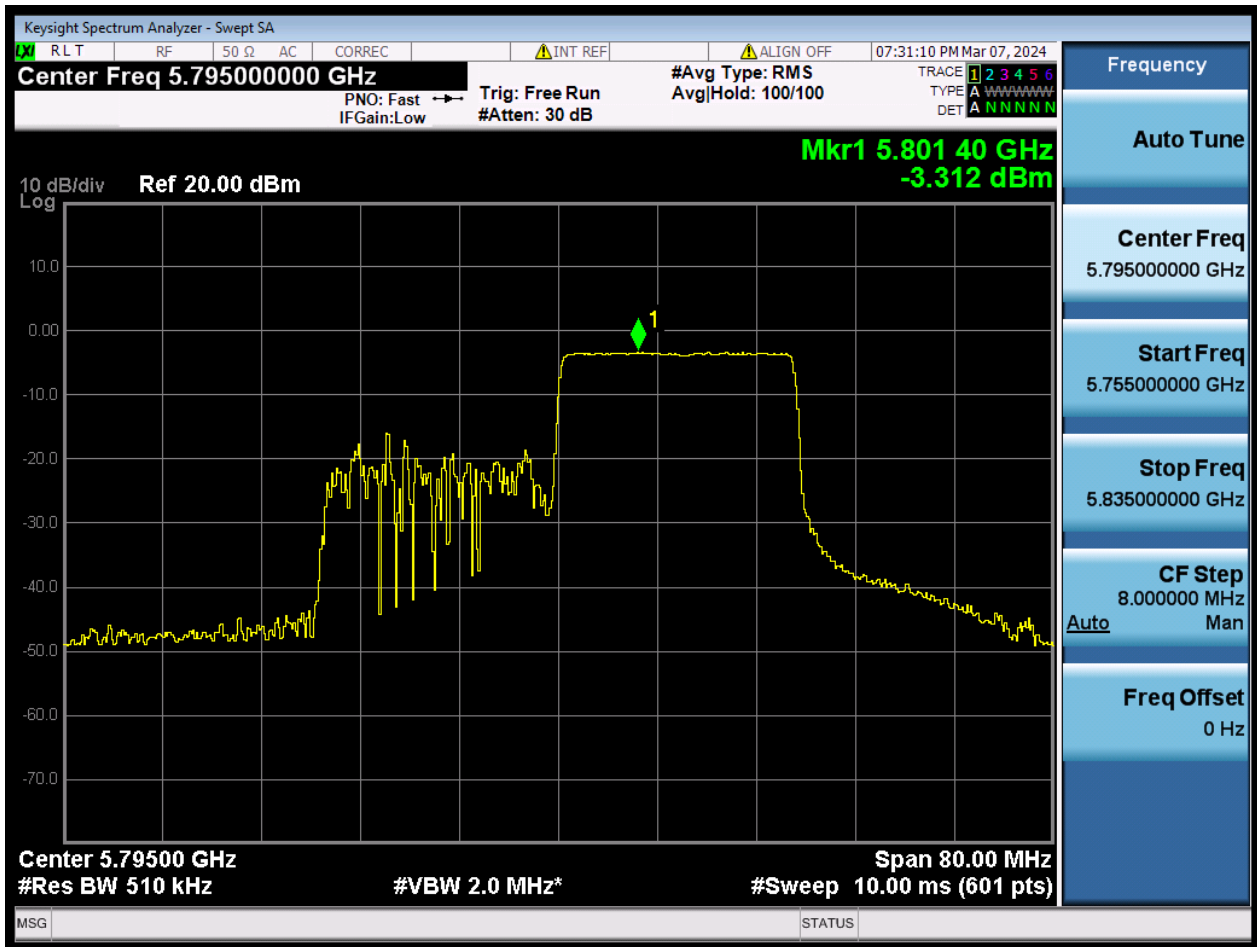 Keysight Spectrum Analyzer - Swept SA
LXI RLT RF 50 Ω AC CORREC INT REF ALIGN OFF 07:31:10 PM Mar 07, 2024
Center Freq 5.795000000 GHz
PNO: Fast
IFGain:Low
Trig: Free Run
#Atten: 30 dB
#Avg Type: RMS
Avg|Hold: 100/100
TRACE 1 2 3 4 5 6
TYPE A WWWWW
DET A N N N N N
Mkr1 5.801 40 GHz
-3.312 dBm
10 dB/div Ref 20.00 dBm
Log
1
10.0
0.00
-10.0
-20.0
-30.0
-40.0
-50.0
-60.0
-70.0
Center 5.79500 GHz Span 80.00 MHz
#Res BW 510 kHz #VBW 2.0 MHz* #Sweep 10.00 ms (601 pts)
MSG STATUS
Frequency
Auto Tune
Center Freq
5.795000000 GHz
Start Freq
5.755000000 GHz
Stop Freq
5.835000000 GHz
CF Step
8.000000 MHz
Auto Man
Freq Offset
0 Hz